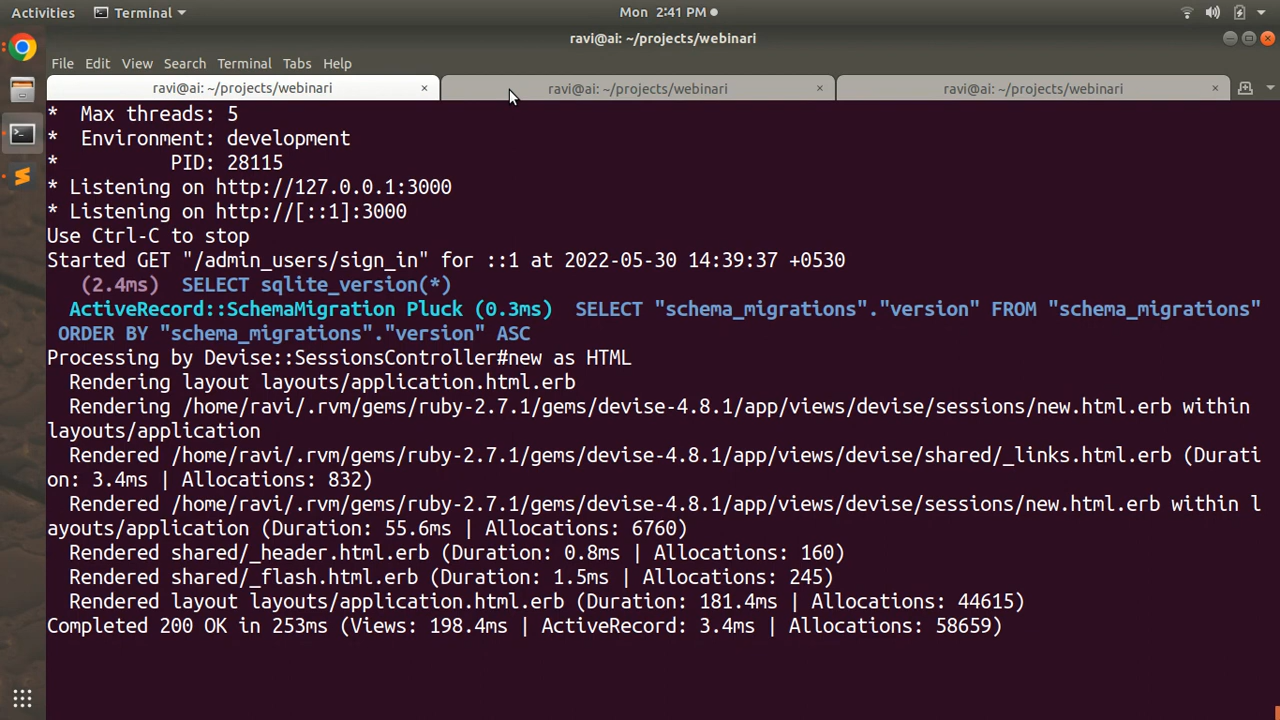 Activities Terminal Mon 2:41 PM
ravi@ai: ~/projects/webinari
File Edit View Search Terminal Tabs Help
ravi@ai: ~/projects/webinari × ravi@ai: ~/projects/webinari × ravi@ai: ~/projects/webinari ×
*  Max threads: 5
*  Environment: development
*          PID: 28115
* Listening on http://127.0.0.1:3000
* Listening on http://[::1]:3000
Use Ctrl-C to stop
Started GET "/admin_users/sign_in" for ::1 at 2022-05-30 14:39:37 +0530
   (2.4ms)  SELECT sqlite_version(*)
  ActiveRecord::SchemaMigration Pluck (0.3ms)  SELECT "schema_migrations"."version" FROM "schema_migrations"
 ORDER BY "schema_migrations"."version" ASC
Processing by Devise::SessionsController#new as HTML
  Rendering layout layouts/application.html.erb
  Rendering /home/ravi/.rvm/gems/ruby-2.7.1/gems/devise-4.8.1/app/views/devise/sessions/new.html.erb within
layouts/application
  Rendered /home/ravi/.rvm/gems/ruby-2.7.1/gems/devise-4.8.1/app/views/devise/shared/_links.html.erb (Durati
on: 3.4ms | Allocations: 832)
  Rendered /home/ravi/.rvm/gems/ruby-2.7.1/gems/devise-4.8.1/app/views/devise/sessions/new.html.erb within l
ayouts/application (Duration: 55.6ms | Allocations: 6760)
  Rendered shared/_header.html.erb (Duration: 0.8ms | Allocations: 160)
  Rendered shared/_flash.html.erb (Duration: 1.5ms | Allocations: 245)
  Rendered layout layouts/application.html.erb (Duration: 181.4ms | Allocations: 44615)
Completed 200 OK in 253ms (Views: 198.4ms | ActiveRecord: 3.4ms | Allocations: 58659)